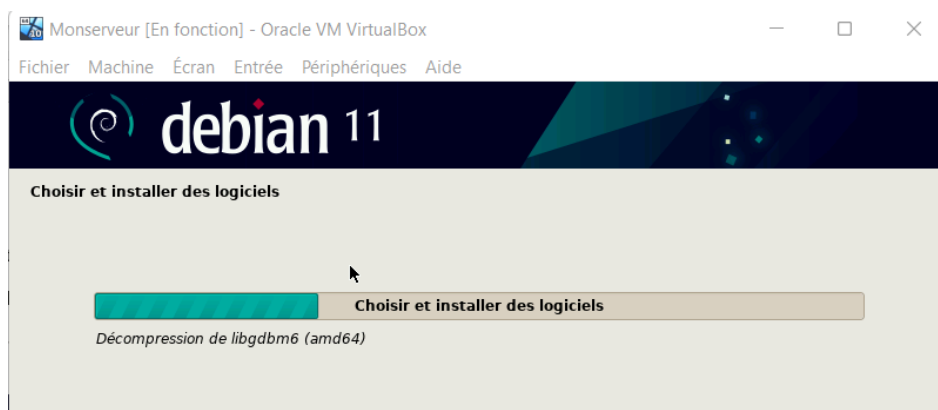 Monserveur [En fonction] - Oracle VM VirtualBox
Fichier Machine Écran Entrée Périphériques Aide
debian 11
Choisir et installer des logiciels
Choisir et installer des logiciels
Décompression de libgdbm6 (amd64)